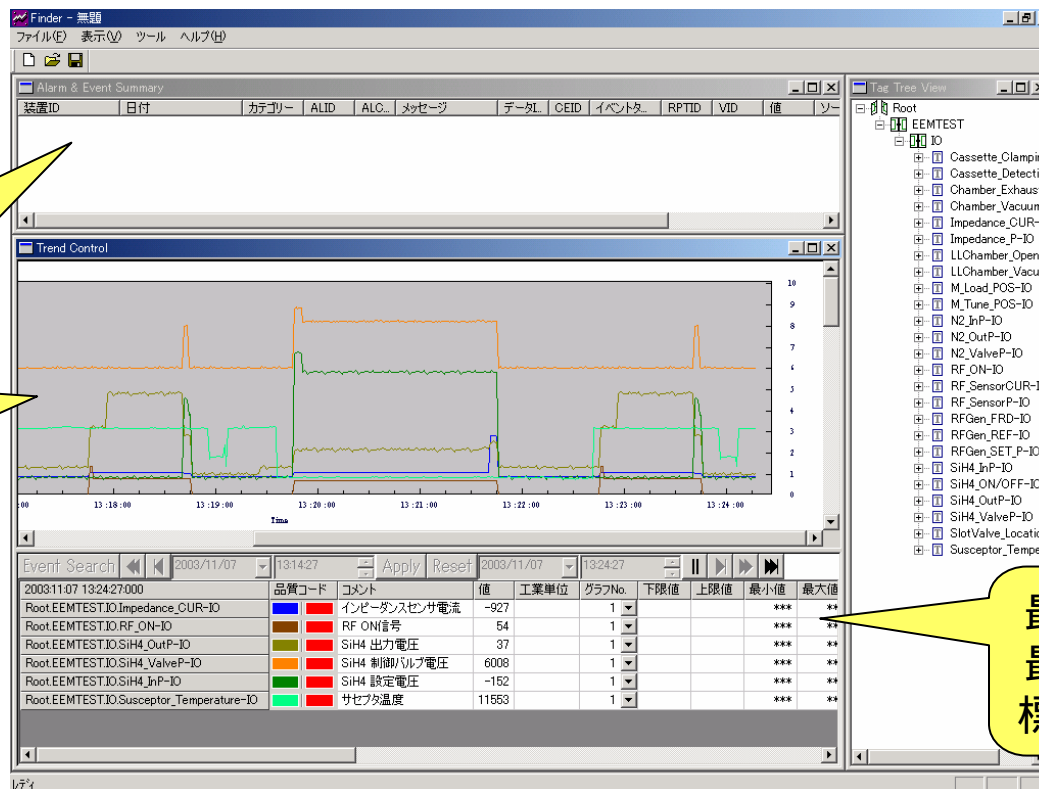 Finder - 無題
ファイル(F) 表示(V) ツール ヘルプ(H)
Alarm & Event Summary
装置ID 日付 カテゴリー ALID ALC... メッセージ データI... CEID イベントタ... RPTID VID 値 ソー
Trend Control
10
9
8
7
6
5
4
3
2
1
0
:00 13:18:00 13:19:00 13:20:00 13:21:00 13:22:00 13:23:00 13:24:00
Time
Event Search 2003/11/07 13:14:27 Apply Reset 2003/11/07 13:24:27
2003:11:07 13:24:27:000 品質コード コメント 値 工業単位 グラフNo. 下限値 上限値 最小値 最大値
Root.EEMTEST.IO.Impedance_CUR-IO インピーダンスセンサ電流 -927 1 *** **
Root.EEMTEST.IO.RF_ON-IO RF ON信号 54 1 *** **
Root.EEMTEST.IO.SiH4_OutP-IO SiH4 出力電圧 37 1 *** **
Root.EEMTEST.IO.SiH4_ValveP-IO SiH4 制御バルブ電圧 6008 1 *** **
Root.EEMTEST.IO.SiH4_InP-IO SiH4 設定電圧 -152 1 *** **
Root.EEMTEST.IO.Susceptor_Temperature-IO サセプタ温度 11553 1 *** **
レディ
Tag Tree View
Root
EEMTEST
IO
Cassette_Clampin
Cassette_Detecti
Chamber_Exhaus
Chamber_Vacuum
Impedance_CUR-
Impedance_P-IO
LLChamber_Open
LLChamber_Vacu
M_Load_POS-IO
M_Tune_POS-IO
N2_InP-IO
N2_OutP-IO
N2_ValveP-IO
RF_ON-IO
RF_SensorCUR-I
RF_SensorP-IO
RFGen_FRD-IO
RFGen_REF-IO
RFGen_SET_P-IO
SiH4_InP-IO
SiH4_ON/OFF-IO
SiH4_OutP-IO
SiH4_ValveP-IO
SlotValve_Locatio
Susceptor_Tempe
最
最
標